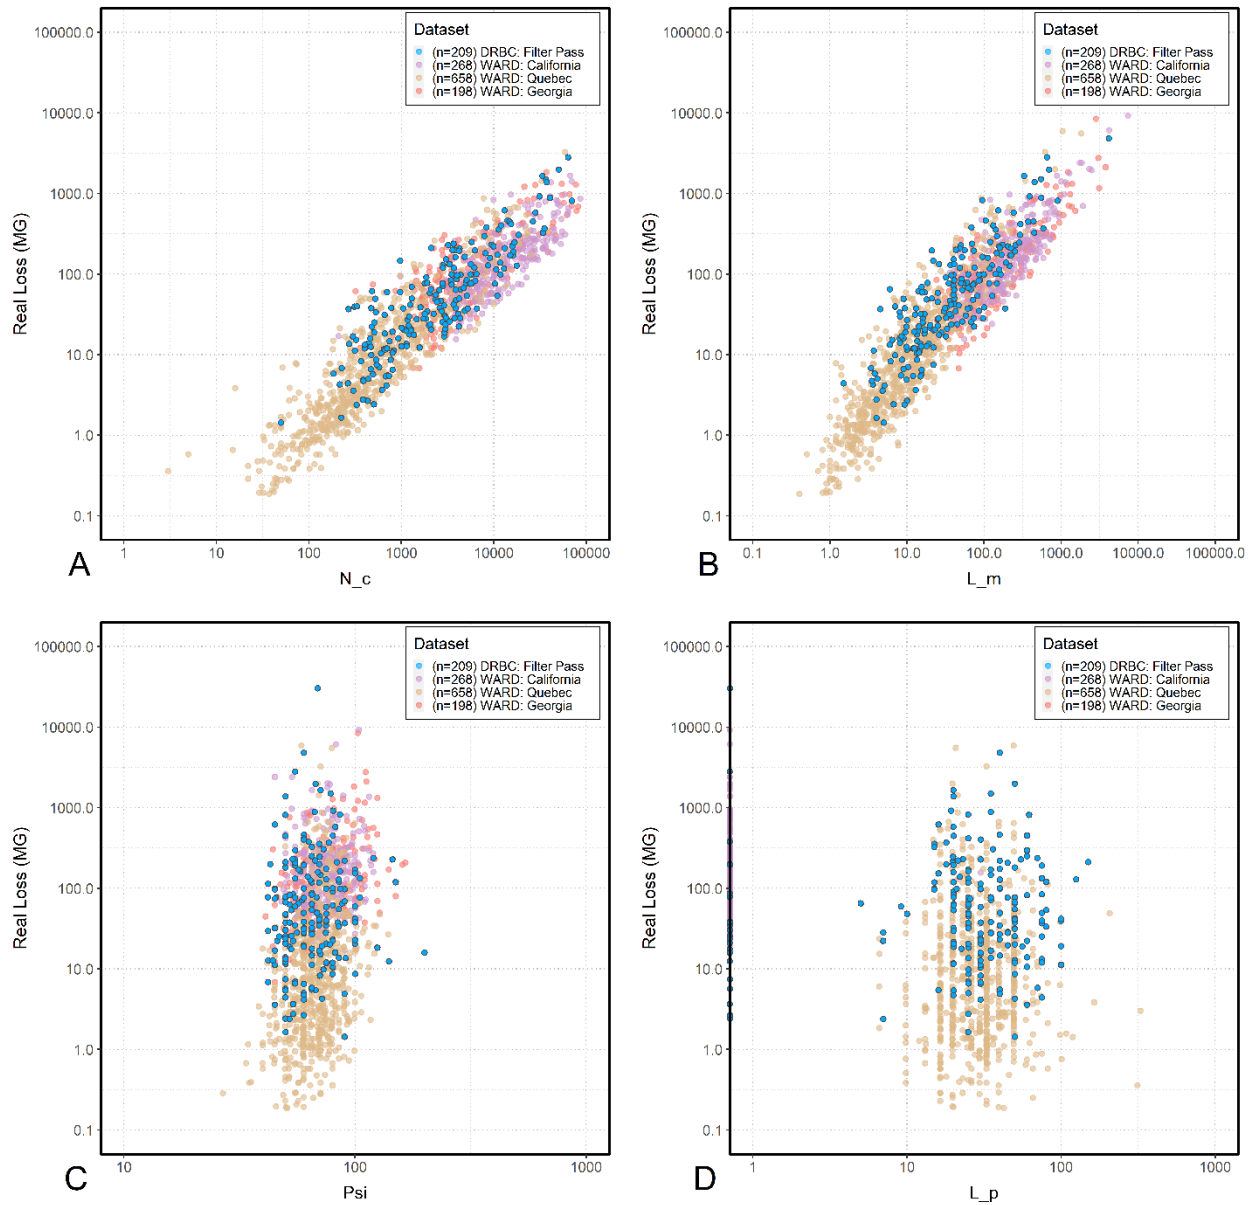 Dataset
(n=209) DRBC: Filter Pass
(n=268) WARD: California
(n=658) WARD: Quebec
(n=198) WARD: Georgia
100000.0
10000.0
1000.0
100.0
10.0
1.0
0.1
Real Loss (MG)
1 10 100 1000 10000 100000
N_c
A
Dataset
(n=209) DRBC: Filter Pass
(n=268) WARD: California
(n=658) WARD: Quebec
(n=198) WARD: Georgia
100000.0
10000.0
1000.0
100.0
10.0
1.0
0.1
Real Loss (MG)
0.1 1.0 10.0 100.0 1000.0 10000.0 100000.0
L_m
B
Dataset
(n=209) DRBC: Filter Pass
(n=268) WARD: California
(n=658) WARD: Quebec
(n=198) WARD: Georgia
100000.0
10000.0
1000.0
100.0
10.0
1.0
0.1
Real Loss (MG)
10 100 1000
Psi
C
Dataset
(n=209) DRBC: Filter Pass
(n=268) WARD: California
(n=658) WARD: Quebec
(n=198) WARD: Georgia
100000.0
10000.0
1000.0
100.0
10.0
1.0
0.1
Real Loss (MG)
1 10 100 1000
L_p
D